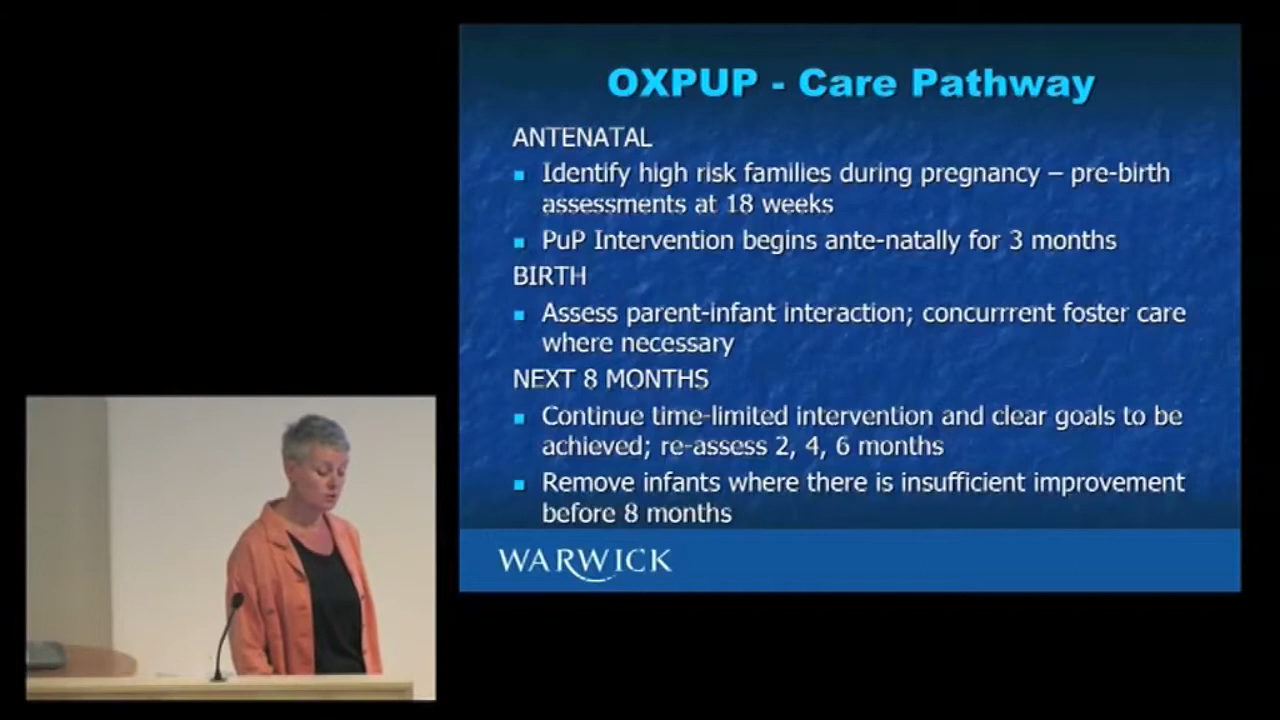 OXPUP - Care Pathway
ANTENATAL
Identify high risk families during pregnancy – pre-birth
assessments at 18 weeks
PuP Intervention begins ante-natally for 3 months
BIRTH
Assess parent-infant interaction; concurrrent foster care
where necessary
NEXT 8 MONTHS
Continue time-limited intervention and clear goals to be
achieved; re-assess 2, 4, 6 months
Remove infants where there is insufficient improvement
before 8 months
WARWICK